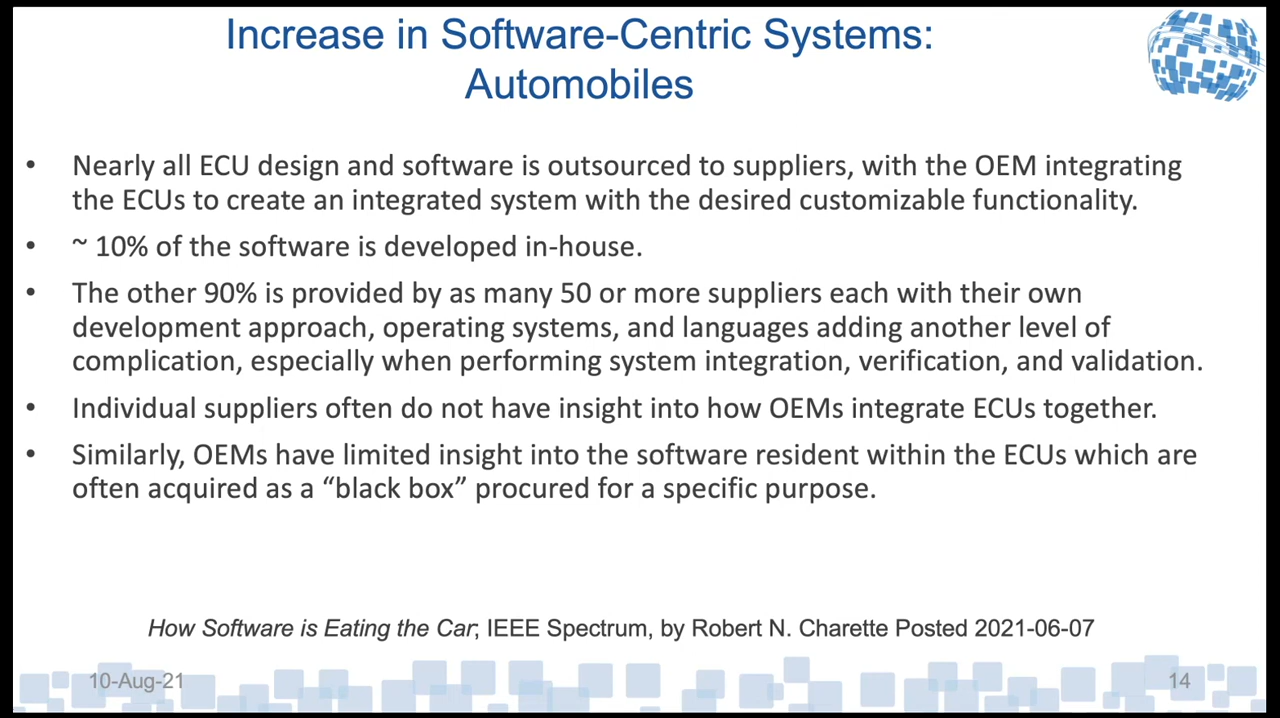 Increase in Software-Centric Systems:
Automobiles
• Nearly all ECU design and software is outsourced to suppliers, with the OEM integrating
the ECUs to create an integrated system with the desired customizable functionality.
• ~ 10% of the software is developed in-house.
• The other 90% is provided by as many 50 or more suppliers each with their own
development approach, operating systems, and languages adding another level of
complication, especially when performing system integration, verification, and validation.
• Individual suppliers often do not have insight into how OEMs integrate ECUs together.
• Similarly, OEMs have limited insight into the software resident within the ECUs which are
often acquired as a “black box” procured for a specific purpose.
How Software is Eating the Car; IEEE Spectrum, by Robert N. Charette Posted 2021-06-07
10-Aug-21
14